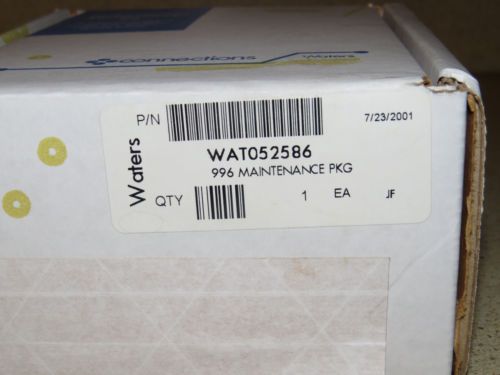 connections
Waters
P/N
7/23/2001
WAT052586
996 MAINTENANCE PKG
Waters
QTY
1 EA JF